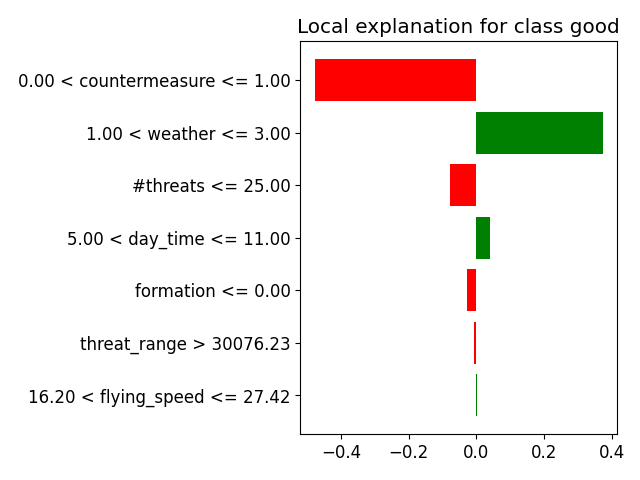 Local explanation for class good
0.00 < countermeasure <= 1.00
1.00 < weather <= 3.00
#threats <= 25.00
5.00 < day_time <= 11.00
formation <= 0.00
threat_range > 30076.23
16.20 < flying_speed <= 27.42
−0.4 −0.2 0.0 0.2 0.4